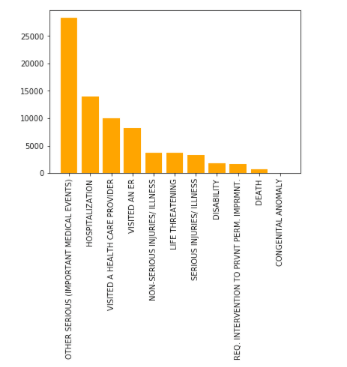 25000
20000
15000
10000
5000
0
OTHER SERIOUS (IMPORTANT MEDICAL EVENTS)
HOSPITALIZATION
VISITED A HEALTH CARE PROVIDER
VISITED AN ER
NON-SERIOUS INJURIES/ ILLNESS
LIFE THREATENING
SERIOUS INJURIES/ ILLNESS
DISABILITY
REQ. INTERVENTION TO PRVNT PERM. IMPRMNT.
DEATH
CONGENITAL ANOMALY